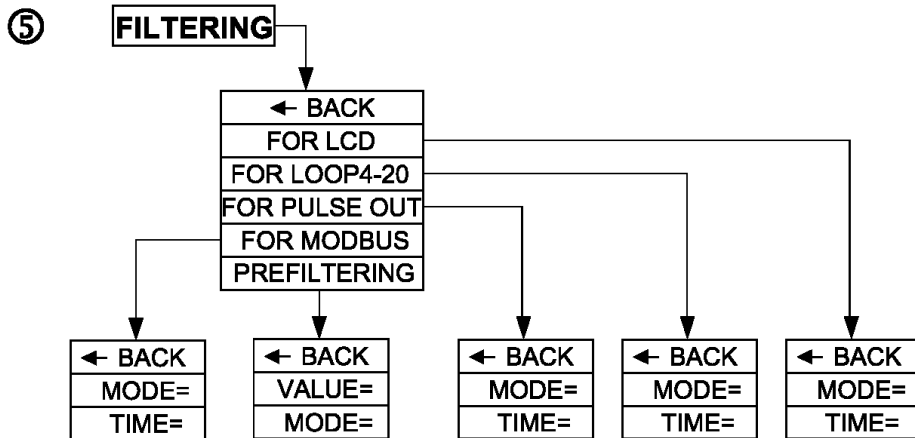 ⑤ FILTERING
← BACK
FOR LCD
FOR LOOP4-20
FOR PULSE OUT
FOR MODBUS
PREFILTERING
← BACK
MODE=
TIME=
← BACK
VALUE=
MODE=
← BACK
MODE=
TIME=
← BACK
MODE=
TIME=
← BACK
MODE=
TIME=